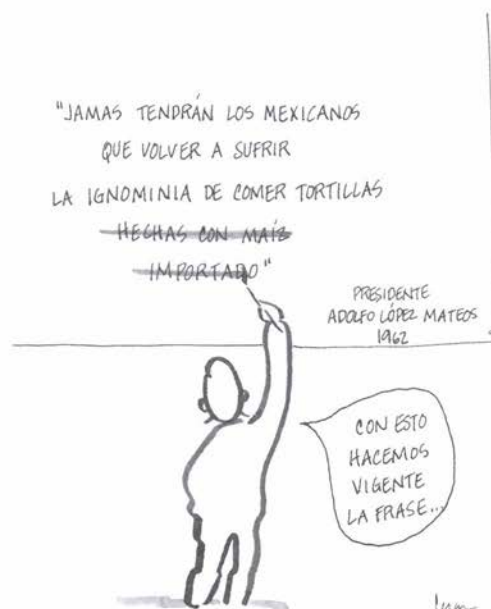 "JAMAS TENDRÁN LOS MEXICANOS
QUE VOLVER A SUFRIR
LA IGNOMINIA DE COMER TORTILLAS
HECHAS CON MAÍZ
IMPORTADO"
PRESIDENTE
ADOLFO LÓPEZ MATEOS
1962
CON ESTO
HACEMOS
VIGENTE
LA FRASE...